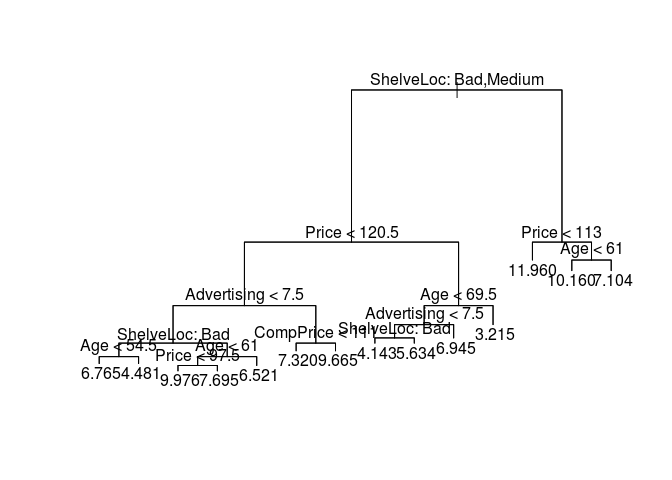 ShelveLoc: Bad,Medium
Price < 120.5
Price < 113
Age < 61
11.960
10.160
7.104
Advertising < 7.5
Age < 69.5
Advertising < 7.5
3.215
ShelveLoc: Bad
CompPrice < 111
ShelveLoc: Bad
6.945
4.143
5.634
Age < 54.5
Age < 61
Price < 97.5
7.320
9.665
6.765
4.481
9.976
7.695
6.521